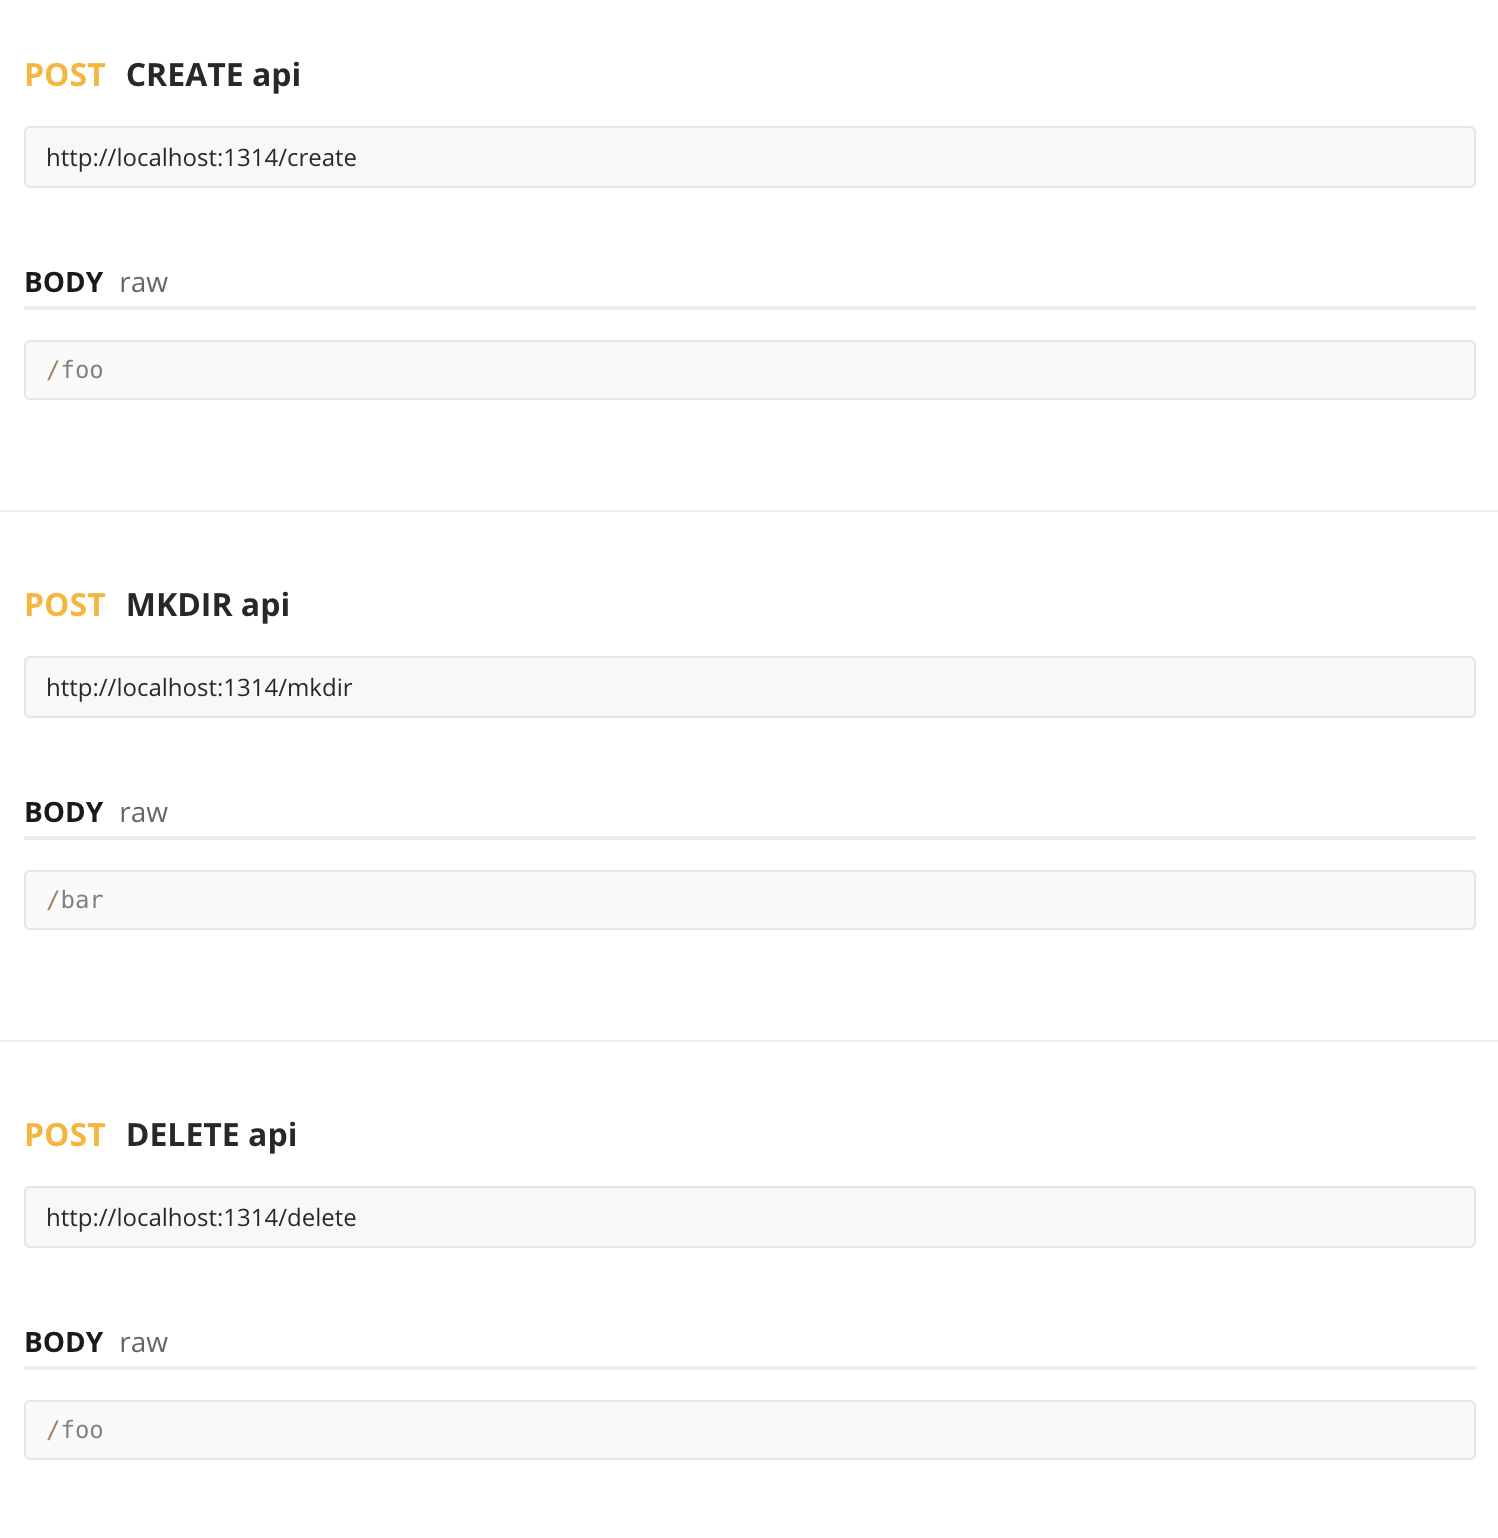 POST CREATE api
http://localhost:1314/create
BODY raw
/foo
POST MKDIR api
http://localhost:1314/mkdir
BODY raw
/bar
POST DELETE api
http://localhost:1314/delete
BODY raw
/foo